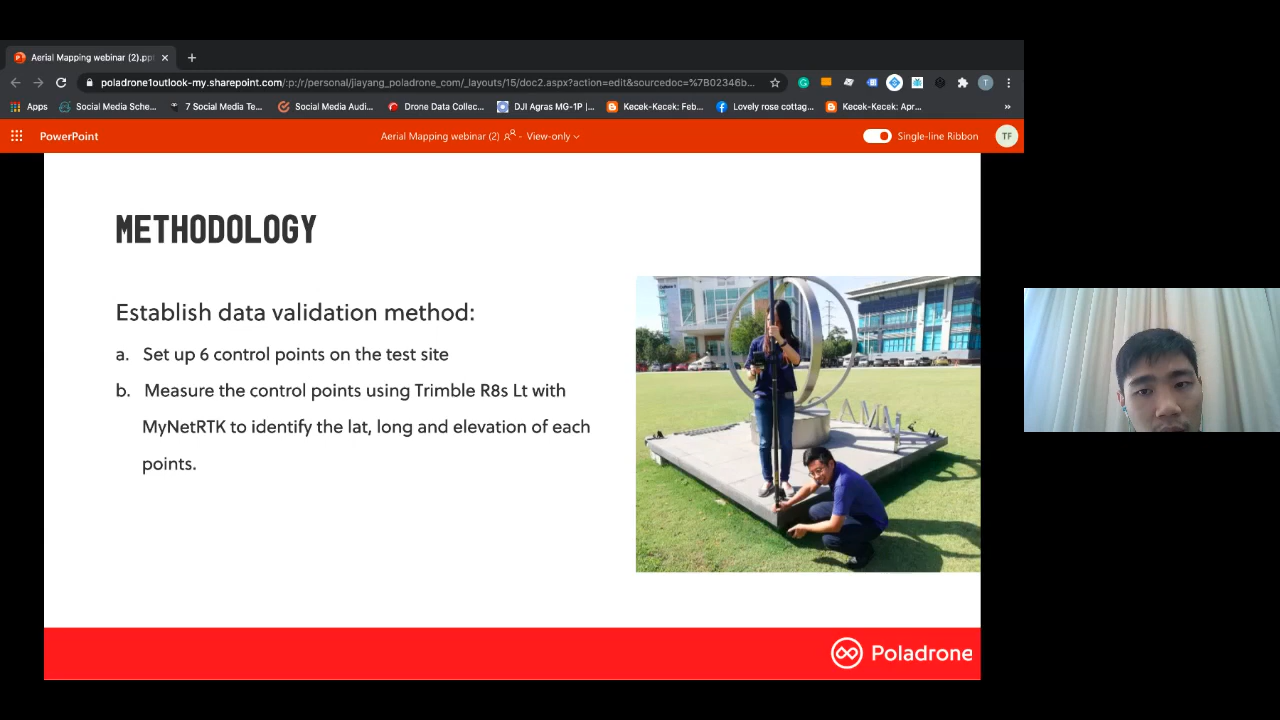 Aerial Mapping webinar (2).pp
poladrone1outlook-my.sharepoint.com/:p:/r/personal/jiayang_poladrone_com/_layouts/15/doc2.aspx?action=edit&sourcedoc=%7B02346b...
T
Apps
Social Media Sche...
7 Social Media Te...
Social Media Audi...
Drone Data Collec...
DJI Agras MG-1P |...
Kecek-Kecek: Feb...
Lovely rose cottag...
Kecek-Kecek: Apr...
»
PowerPoint
Aerial Mapping webinar (2) - View-only
Single-line Ribbon
TF
METHODOLOGY
Establish data validation method:
a. Set up 6 control points on the test site
b. Measure the control points using Trimble R8s Lt with
MyNetRTK to identify the lat, long and elevation of each
points.
Poladrone